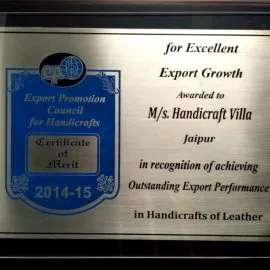 Export Promotion
Council
for Handicrafts
Certificate
of
Merit
2014-15
for Excellent
Export Growth
Awarded to
M/s. Handicraft Villa
Jaipur
in recognition of achieving
Outstanding Export Performance
in Handicrafts of Leather